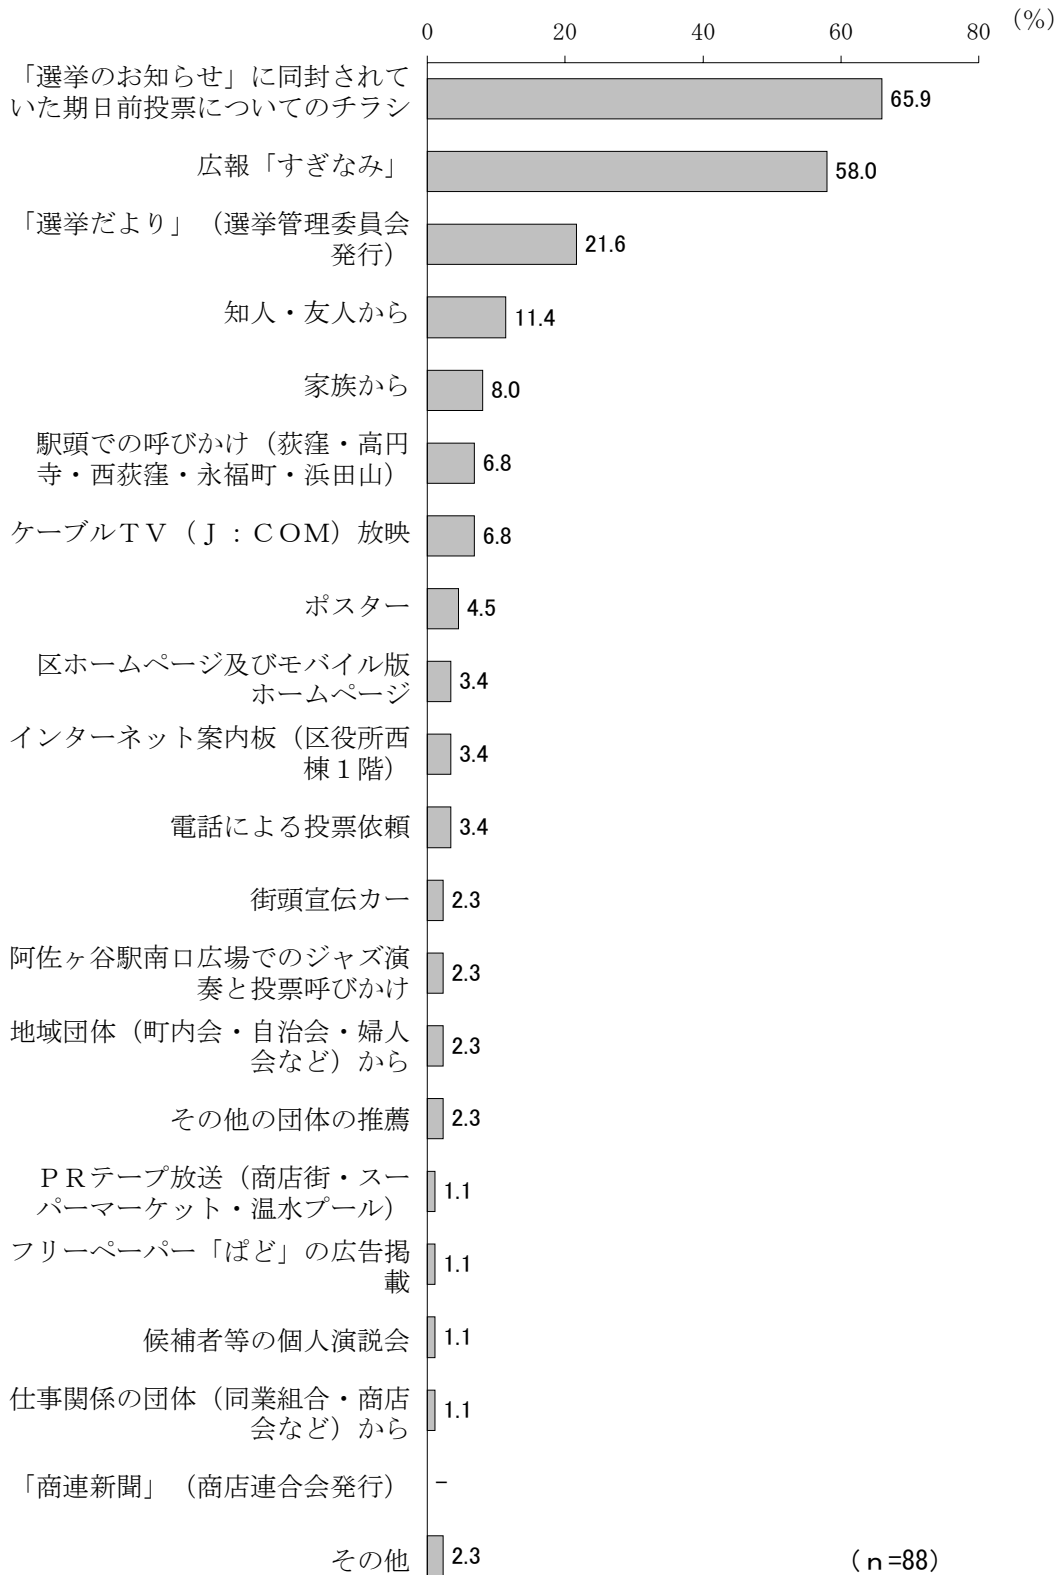 (%)
0 20 40 60 80
「選挙のお知らせ」に同封されて
いた期日前投票についてのチラシ
65.9
広報「すぎなみ」
58.0
「選挙だより」（選挙管理委員会
発行）
21.6
知人・友人から
11.4
家族から
8.0
駅頭での呼びかけ（荻窪・高円
寺・西荻窪・永福町・浜田山）
6.8
ケーブルＴＶ（Ｊ：ＣＯＭ）放映
6.8
ポスター
4.5
区ホームページ及びモバイル版
ホームページ
3.4
インターネット案内板（区役所西
棟１階）
3.4
電話による投票依頼
3.4
街頭宣伝カー
2.3
阿佐ヶ谷駅南口広場でのジャズ演
奏と投票呼びかけ
2.3
地域団体（町内会・自治会・婦人
会など）から
2.3
その他の団体の推薦
2.3
ＰＲテープ放送（商店街・スー
パーマーケット・温水プール）
1.1
フリーペーパー「ぱど」の広告掲
載
1.1
候補者等の個人演説会
1.1
仕事関係の団体（同業組合・商店
会など）から
1.1
「商連新聞」（商店連合会発行）
-
その他
2.3
（ｎ=88）